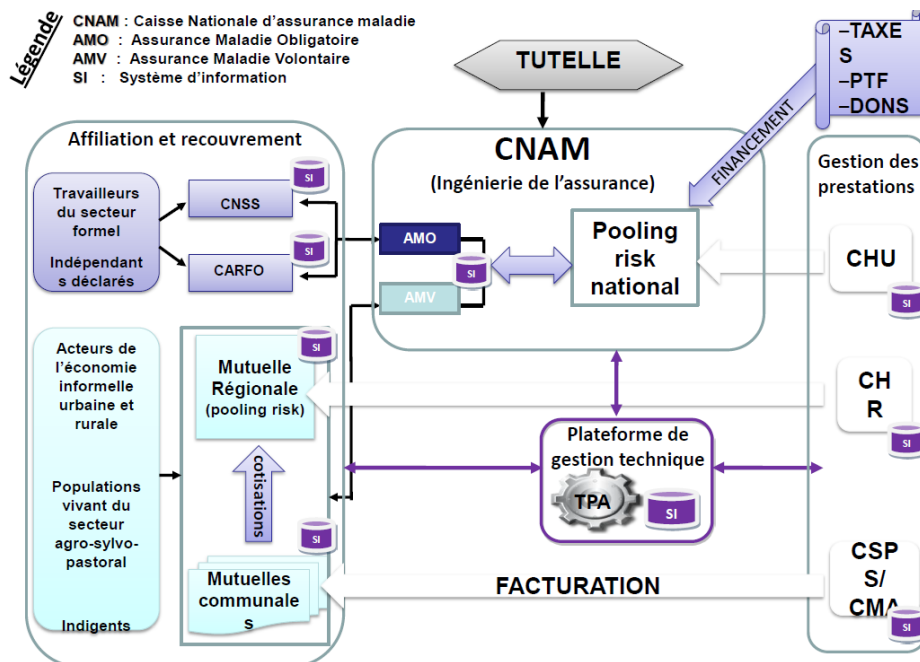 Légende
CNAM : Caisse Nationale d'assurance maladie
AMO : Assurance Maladie Obligatoire
AMV : Assurance Maladie Volontaire
SI : Système d'information
TUTELLE
–TAXE
S
–PTF
–DONS
FINANCEMENT
Affiliation et recouvrement
Travailleurs
du secteur
formel
Indépendant
s déclarés
SI
CNSS
SI
CARFO
CNAM
(Ingénierie de l'assurance)
AMO
SI
AMV
Pooling
risk
national
Gestion des
prestations
CHU
SI
Acteurs de
l'économie
informelle
urbaine et
rurale
Populations
vivant du
secteur
agro-sylvo-
pastoral
Indigents
SI
Mutuelle
Régionale
(pooling risk)
cotisations
SI
Mutuelles
communale
s
Plateforme de
gestion technique
TPA
SI
CH
R
SI
FACTURATION
CSP
S/
CMA
SI